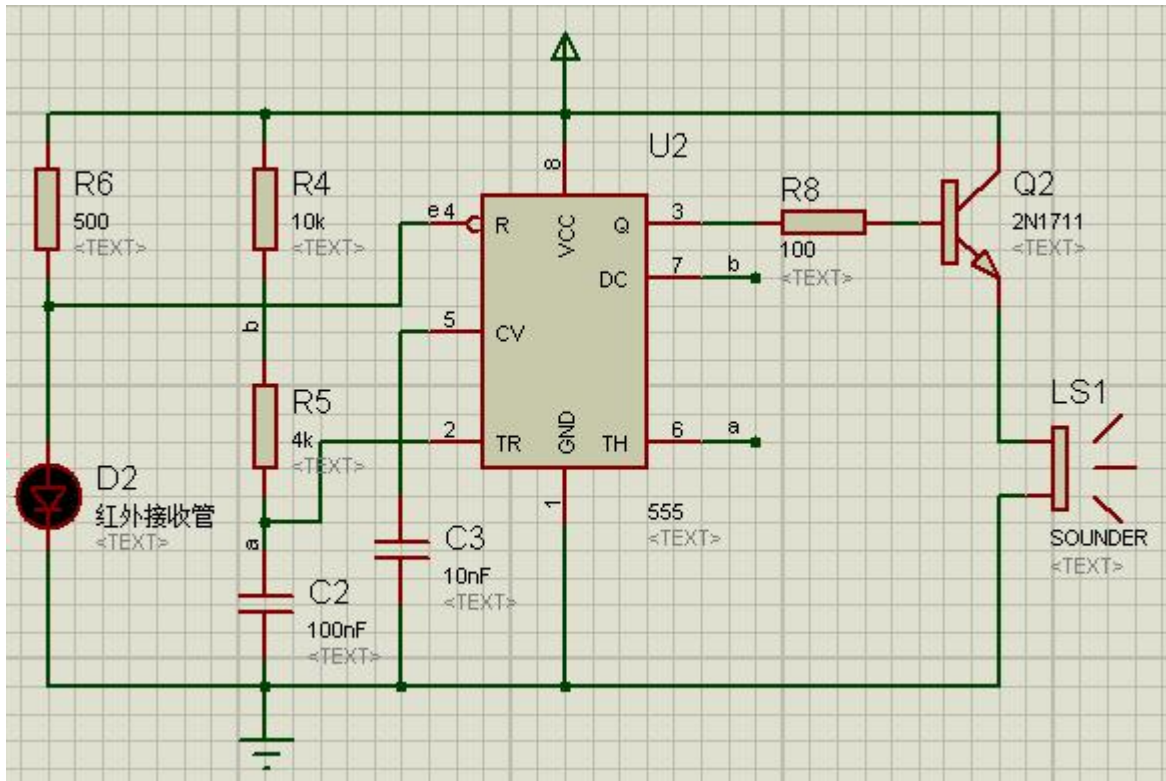 U2
8
R6
500
<TEXT>
R4
10k
<TEXT>
e4
R
VCC
Q
3
R8
100
<TEXT>
Q2
2N1711
<TEXT>
DC
7
b
b
5
CV
R5
4k
<TEXT>
2
TR
GND
TH
6
a
LS1
SOUNDER
<TEXT>
D2
红外接收管
<TEXT>
1
555
<TEXT>
a
C3
10nF
<TEXT>
C2
100nF
<TEXT>